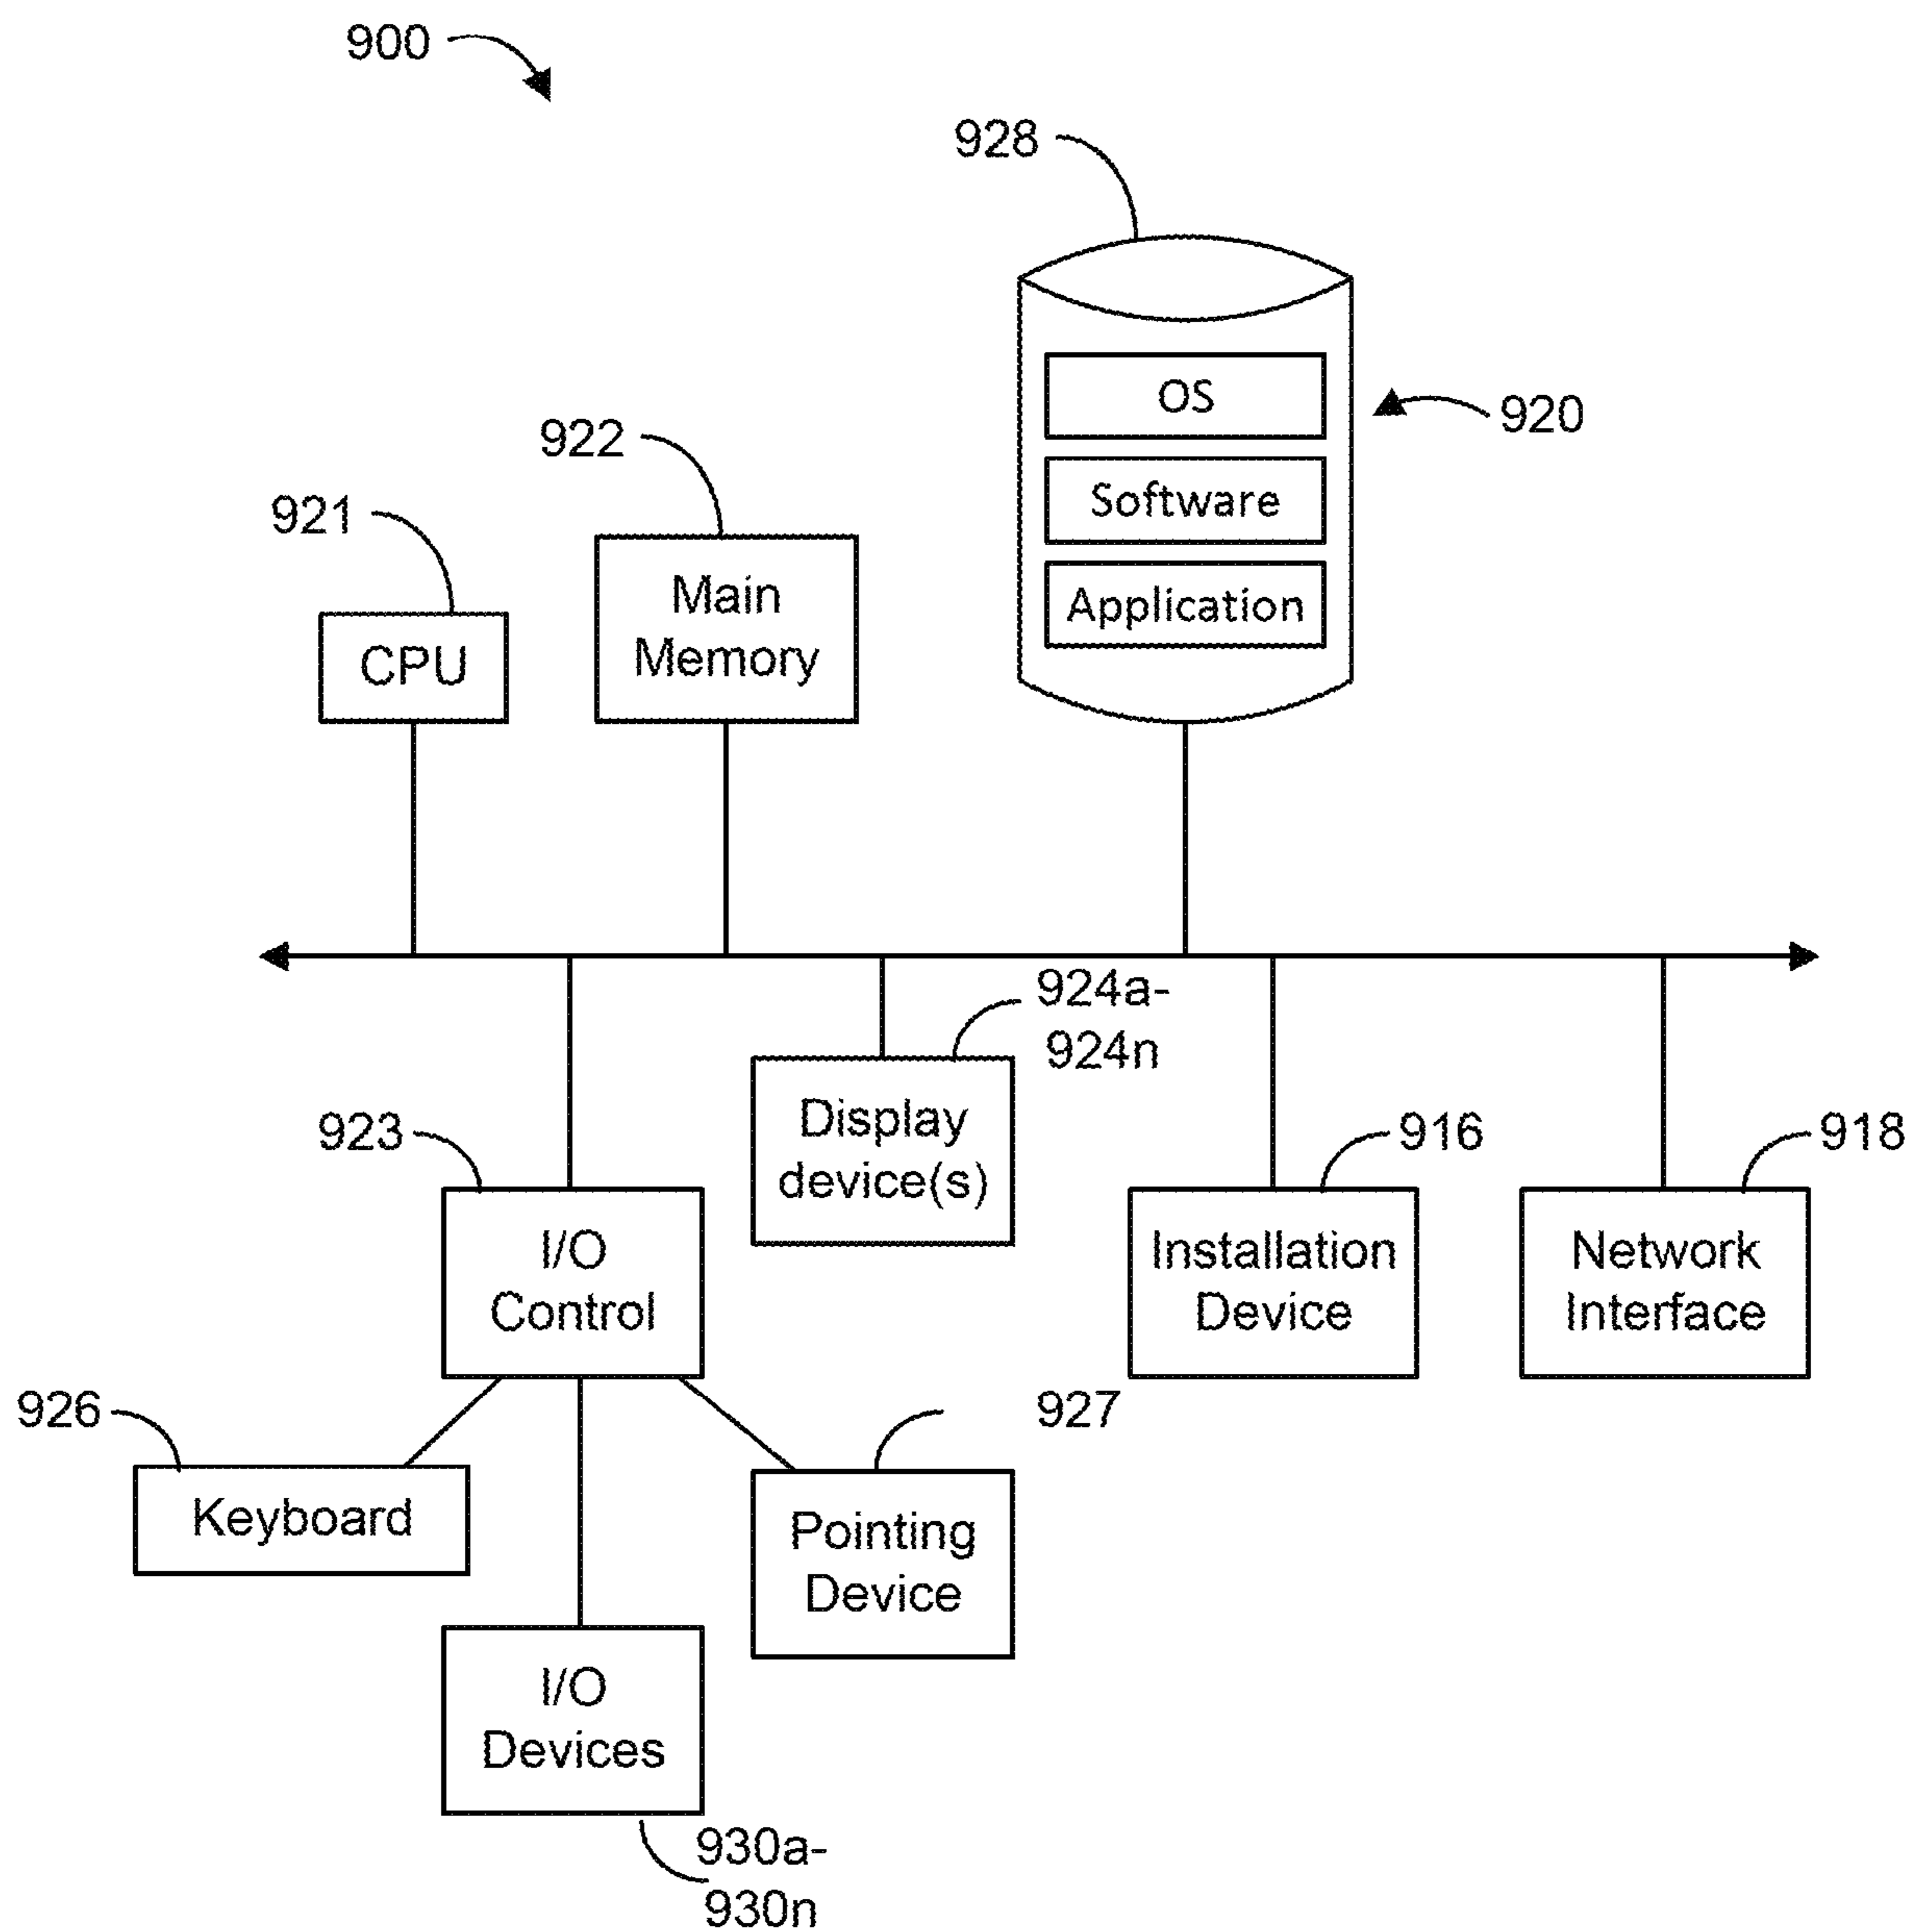 900
928
OS
920
922
Software
921
Main
Memory
Application
CPU
924a-
924n
923
Display
device(s)
916
918
I/O
Control
Installation
Device
Network
Interface
926
927
Keyboard
Pointing
Device
I/O
Devices
930a-
930n